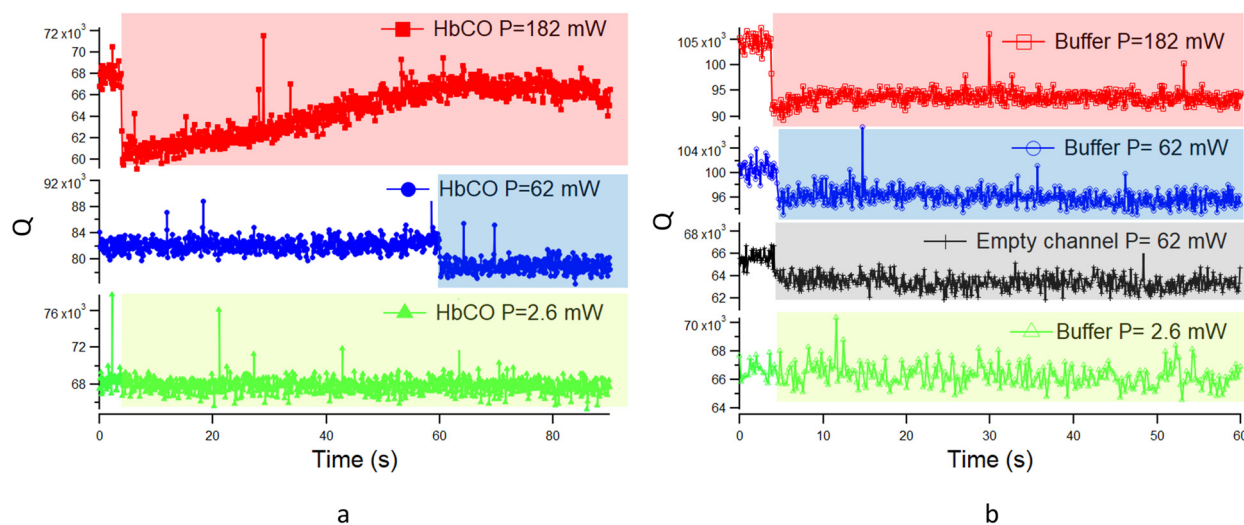 72 x10³
HbCO P=182 mW
68
66
64
62
60
92 x10³
HbCO P=62 mW
88
84
80
76 x10³
HbCO P=2.6 mW
72
68
Q
0
20
40
60
80
Time (s)
a
105 x10³
Buffer P=182 mW
100
95
90
104 x10³
Buffer P= 62 mW
100
96
68 x10³
Empty channel P= 62 mW
66
64
62
70 x10³
Buffer P= 2.6 mW
68
66
64
Q
0
10
20
30
40
50
60
Time (s)
b